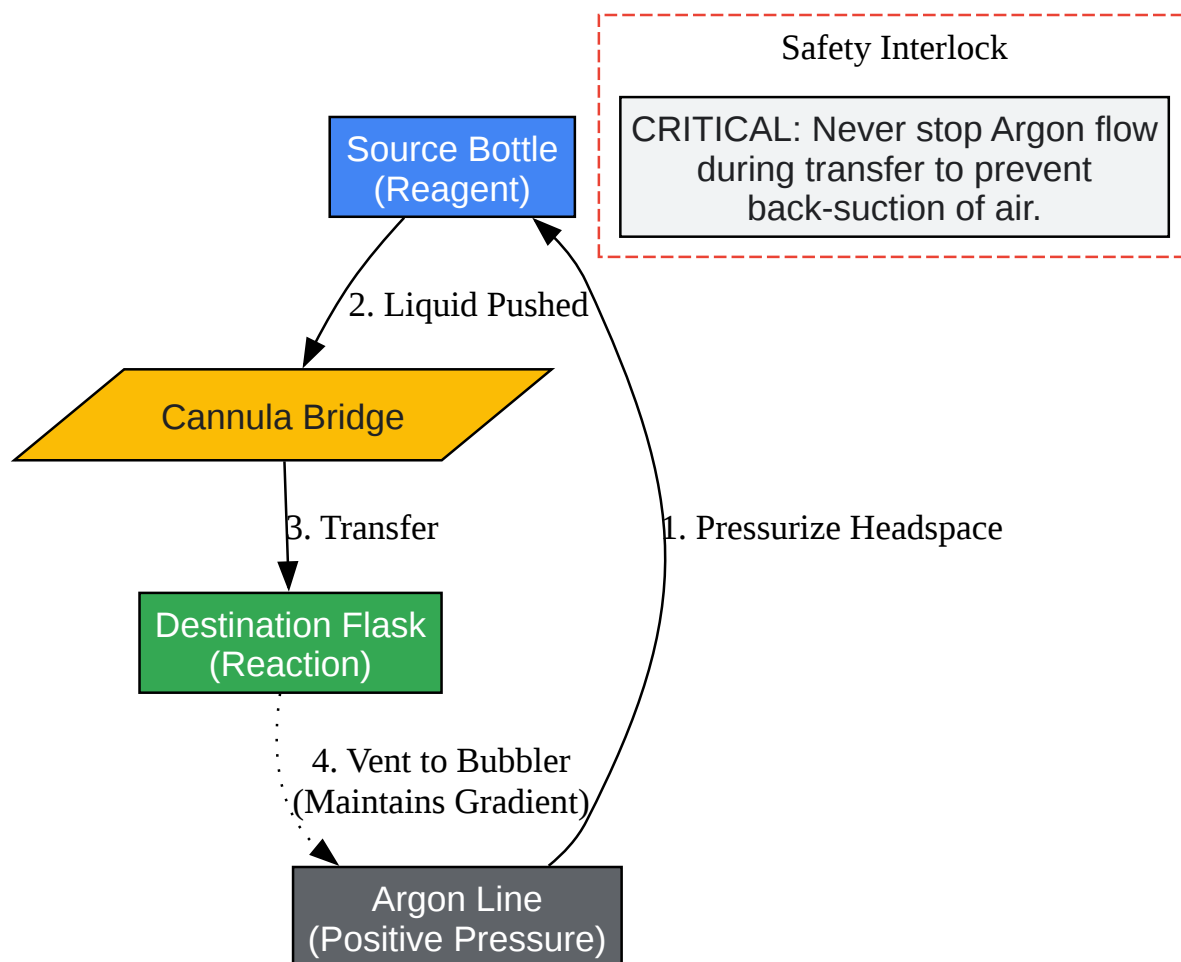 Safety Interlock
CRITICAL: Never stop Argon flow
during transfer to prevent
back-suction of air.
Source Bottle
(Reagent)
2. Liquid Pushed
Cannula Bridge
3. Transfer
1. Pressurize Headspace
Destination Flask
(Reaction)
4. Vent to Bubbler
(Maintains Gradient)
Argon Line
(Positive Pressure)